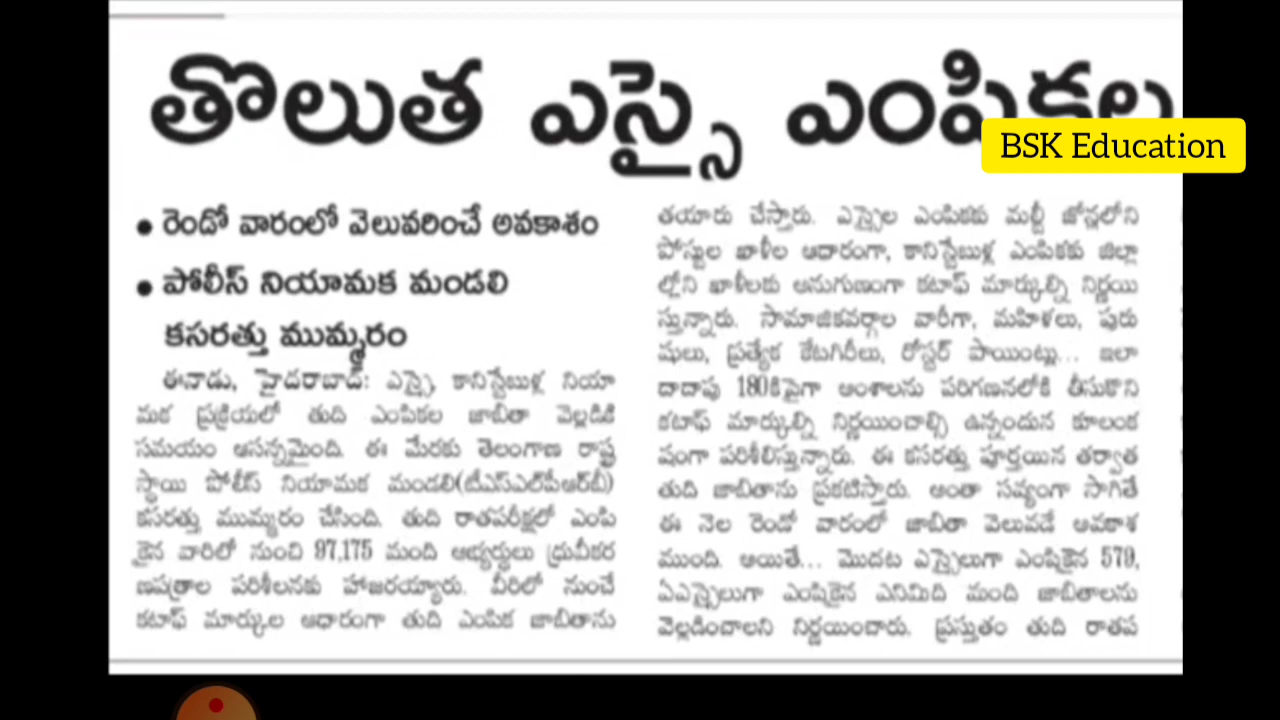 తొలుత ఎస్సై ఎంపికల
BSK Education
• రెండో వారంలో వెలువరించే అవకాశం
• పోలీస్ నియామక మండలి
కసరత్తు ముమ్మరం
ఈనాడు, హైదరాబాద్: ఎస్సై, కానిస్టేబుళ్ల నియా
మక ప్రక్రియలో తుది ఎంపికల జాబితా వెల్లడికి
సమయం ఆసన్నమైంది. ఈ మేరకు తెలంగాణ రాష్ట్ర
స్థాయి పోలీస్ నియామక మండలి(టీఎస్ఎల్‌పీఆర్‌బీ)
కసరత్తు ముమ్మరం చేసింది. తుది రాతపరీక్షలో ఎంపి
కైన వారిలో నుంచి 97,175 మంది అభ్యర్థులు ధ్రువీకర
ణపత్రాల పరిశీలనకు హాజరయ్యారు. వీరిలో నుంచే
కటాఫ్ మార్కుల ఆధారంగా తుది ఎంపిక జాబితాను
తయారు చేస్తారు. ఎస్సైల ఎంపికకు మల్టీ జోన్లలోని
పోస్టుల ఖాళీల ఆధారంగా, కానిస్టేబుళ్ల ఎంపికకు జిల్లా
ల్లోని ఖాళీలకు అనుగుణంగా కటాఫ్ మార్కుల్ని నిర్ణయి
స్తున్నారు. సామాజికవర్గాల వారీగా, మహిళలు, పురు
షులు, ప్రత్యేక కేటగిరీలు, రోస్టర్ పాయింట్లు... ఇలా
దాదాపు 180కిపైగా అంశాలను పరిగణనలోకి తీసుకొని
కటాఫ్ మార్కుల్ని నిర్ణయించాల్సి ఉన్నందున కూలంక
షంగా పరిశీలిస్తున్నారు. ఈ కసరత్తు పూర్తయిన తర్వాత
తుది జాబితాను ప్రకటిస్తారు. అంతా సవ్యంగా సాగితే
ఈ నెల రెండో వారంలో జాబితా వెలువడే అవకాశ
ముంది. అయితే... మొదట ఎస్సైలుగా ఎంపికైన 579,
ఏఎస్సైలుగా ఎంపికైన ఎనిమిది మంది జాబితాలను
వెల్లడించాలని నిర్ణయించారు. ప్రస్తుతం తుది రాతప